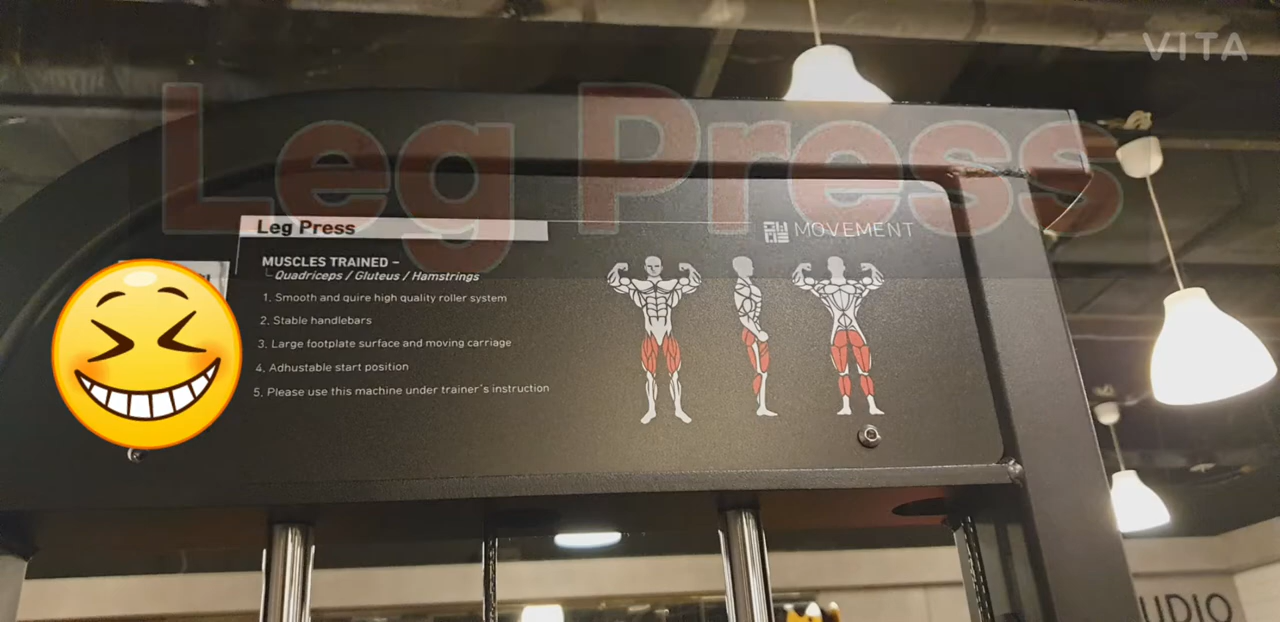 VITA
Leg Press
Leg Press
MOVEMENT
MUSCLES TRAINED –
Quadriceps / Gluteus / Hamstrings
1. Smooth and quire high quality roller system
2. Stable handlebars
3. Large footplate surface and moving carriage
4. Adhustable start position
5. Please use this machine under trainer's instruction
UDIO